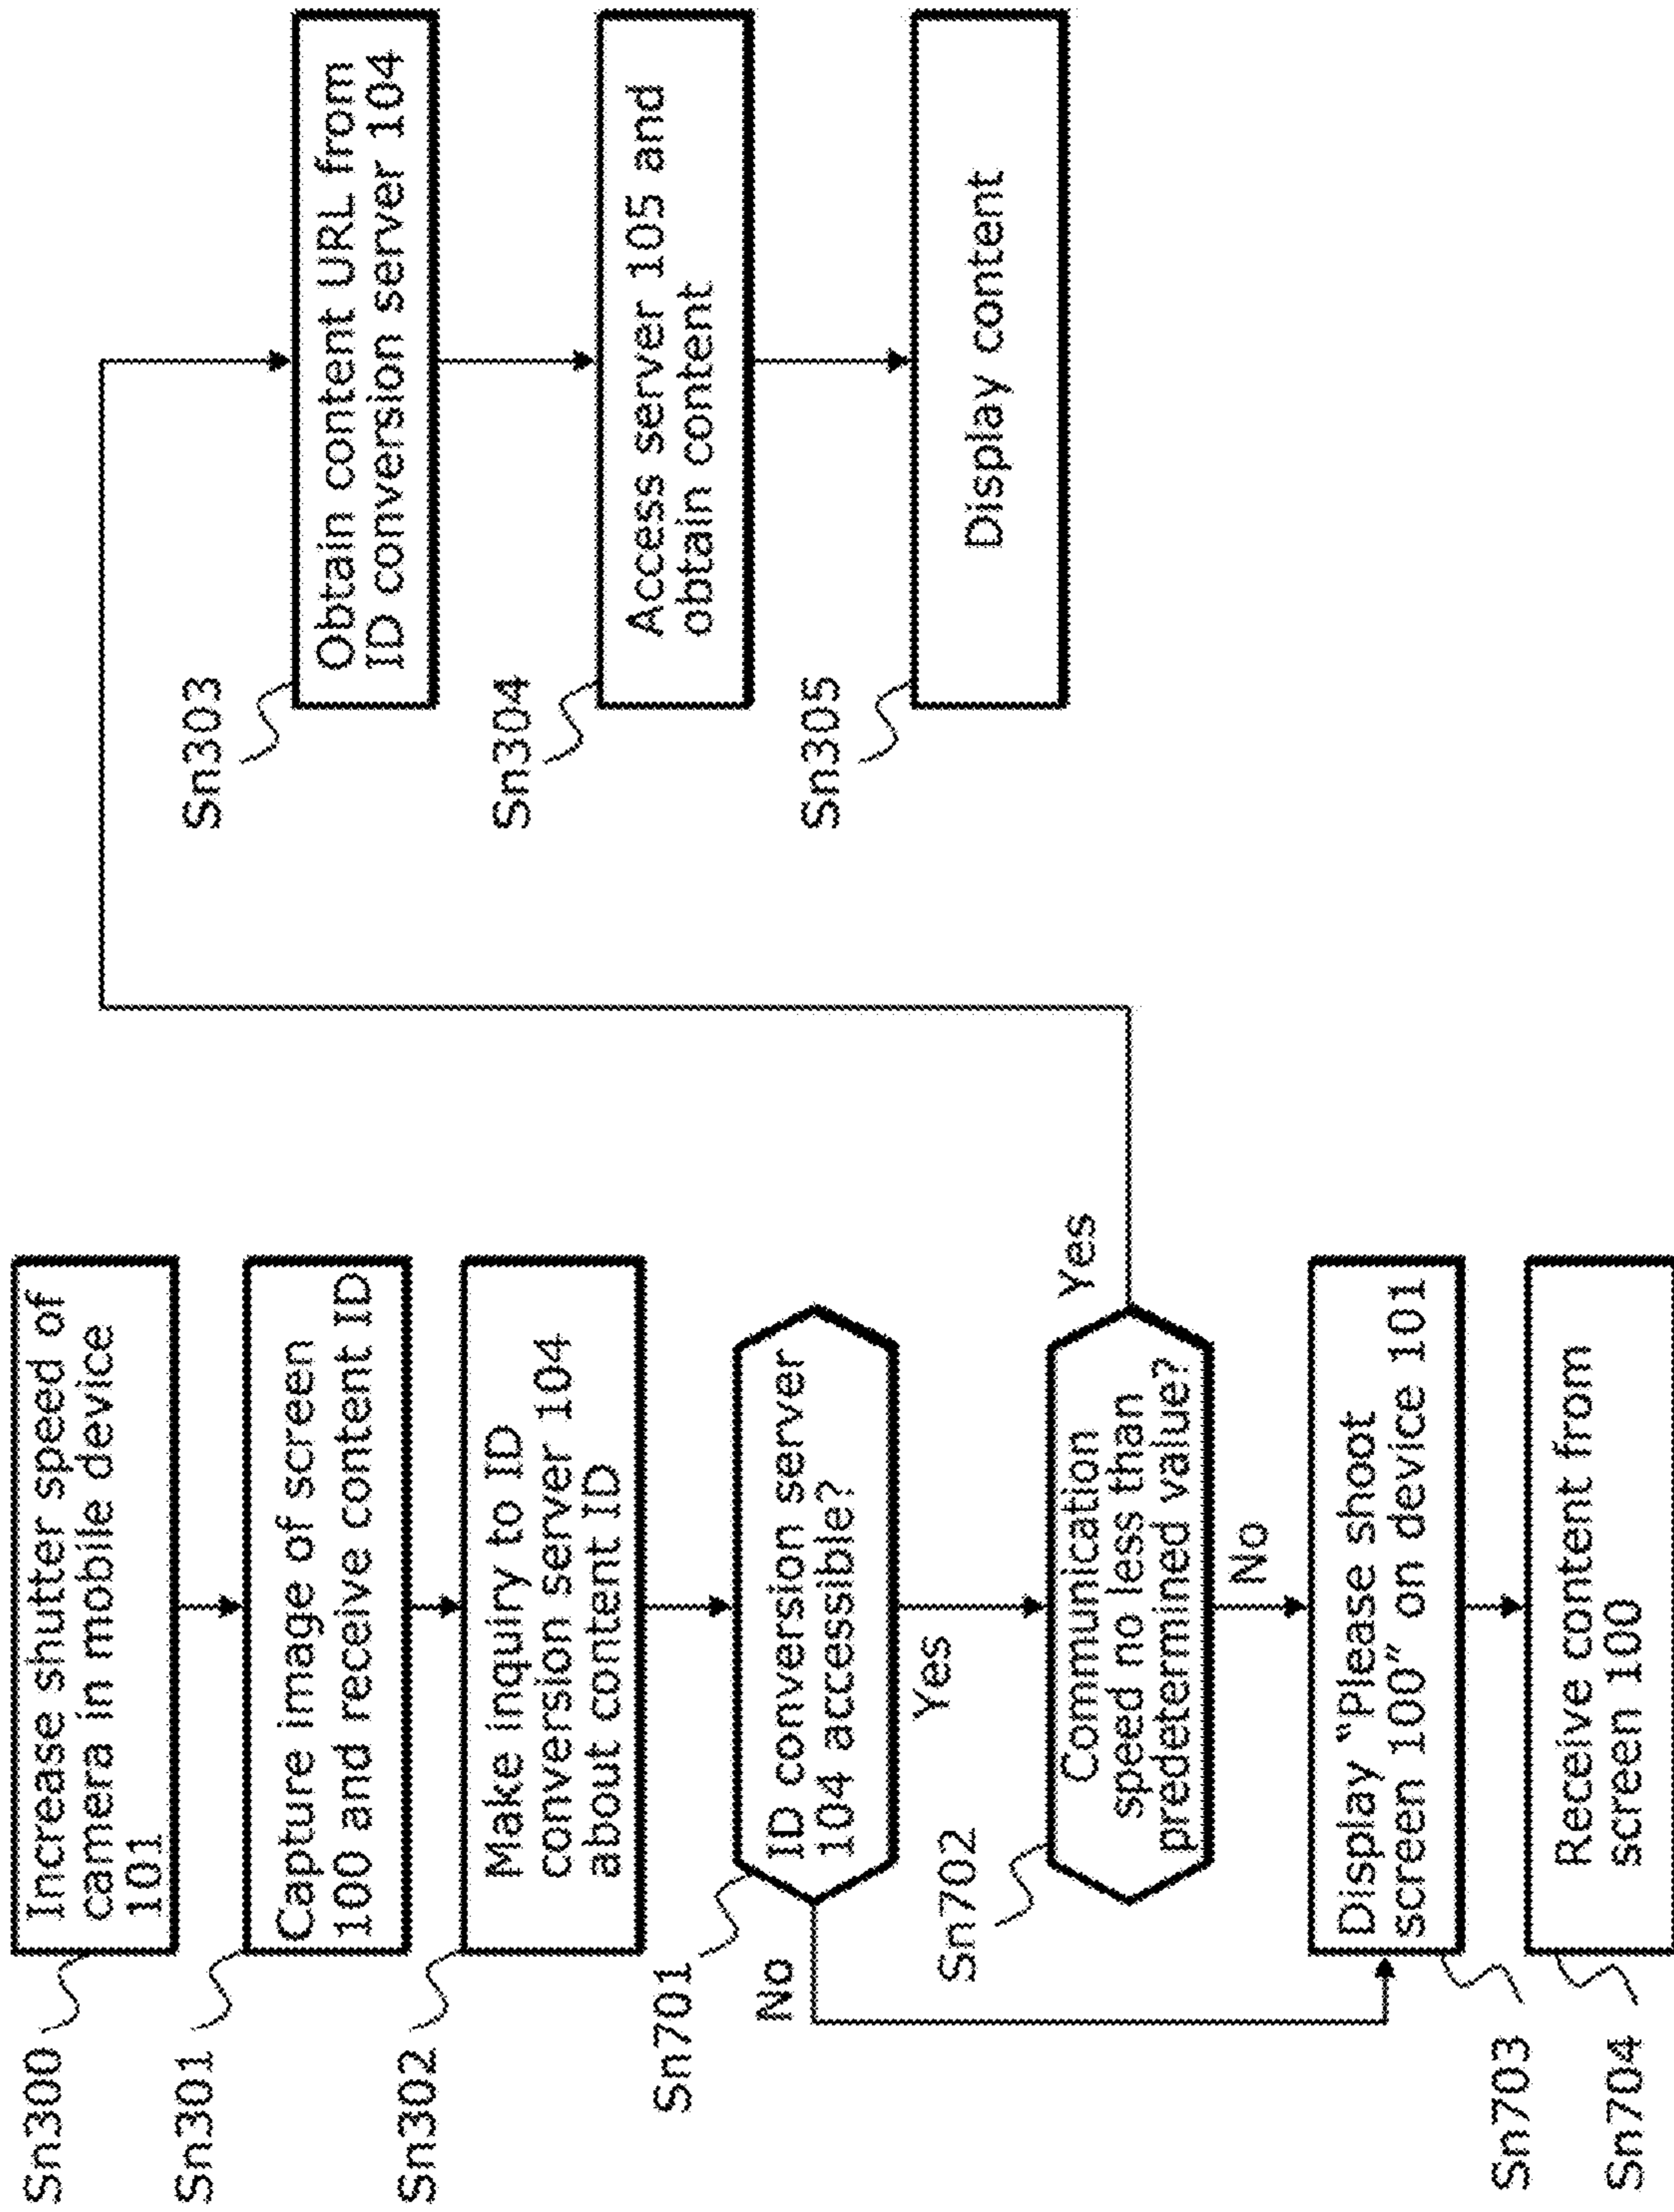 Sn300
Increase shutter speed of
camera in mobile device
101
Sn301
Capture image of screen
100 and receive content ID
Sn302
Make inquiry to ID
conversion server 104
about content ID
Sn701
ID conversion server
104 accessible?
No
Yes
Sn702
Communication
speed no less than
predetermined value?
Yes
No
Sn703
Display “Please shoot
screen 100” on device 101
Sn704
Receive content from
screen 100
Sn303
Obtain content URL from
ID conversion server 104
Sn304
Access server 105 and
obtain content
Sn305
Display content